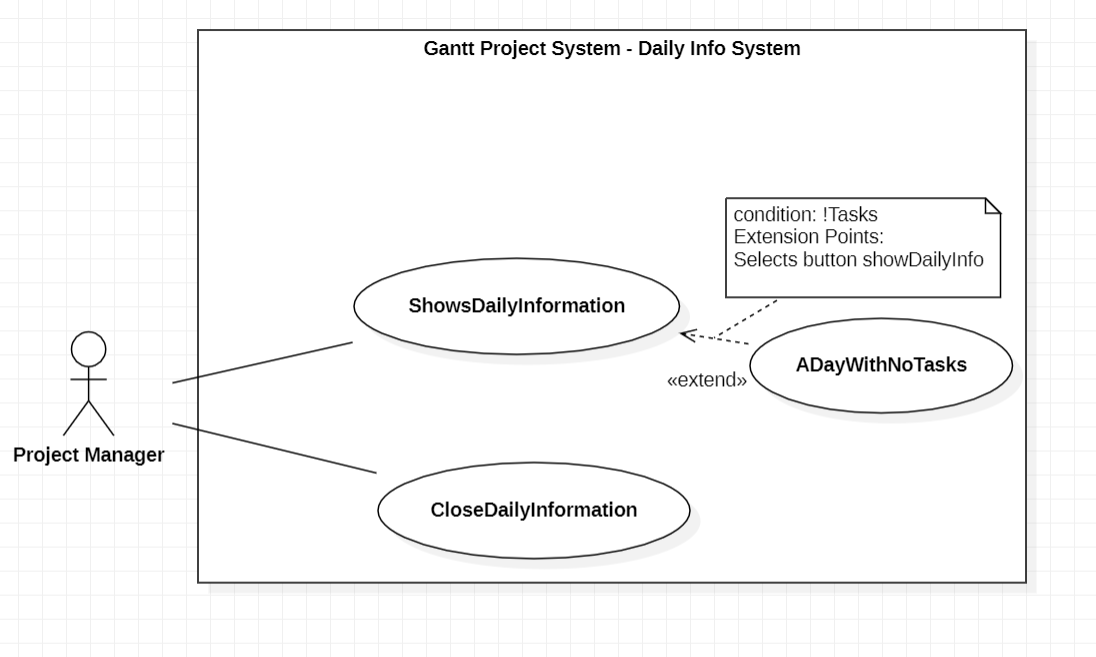 Gantt Project System - Daily Info System
condition: !Tasks
Extension Points:
Selects button showDailyInfo
ShowsDailyInformation
ADayWithNoTasks
«extend»
Project Manager
CloseDailyInformation